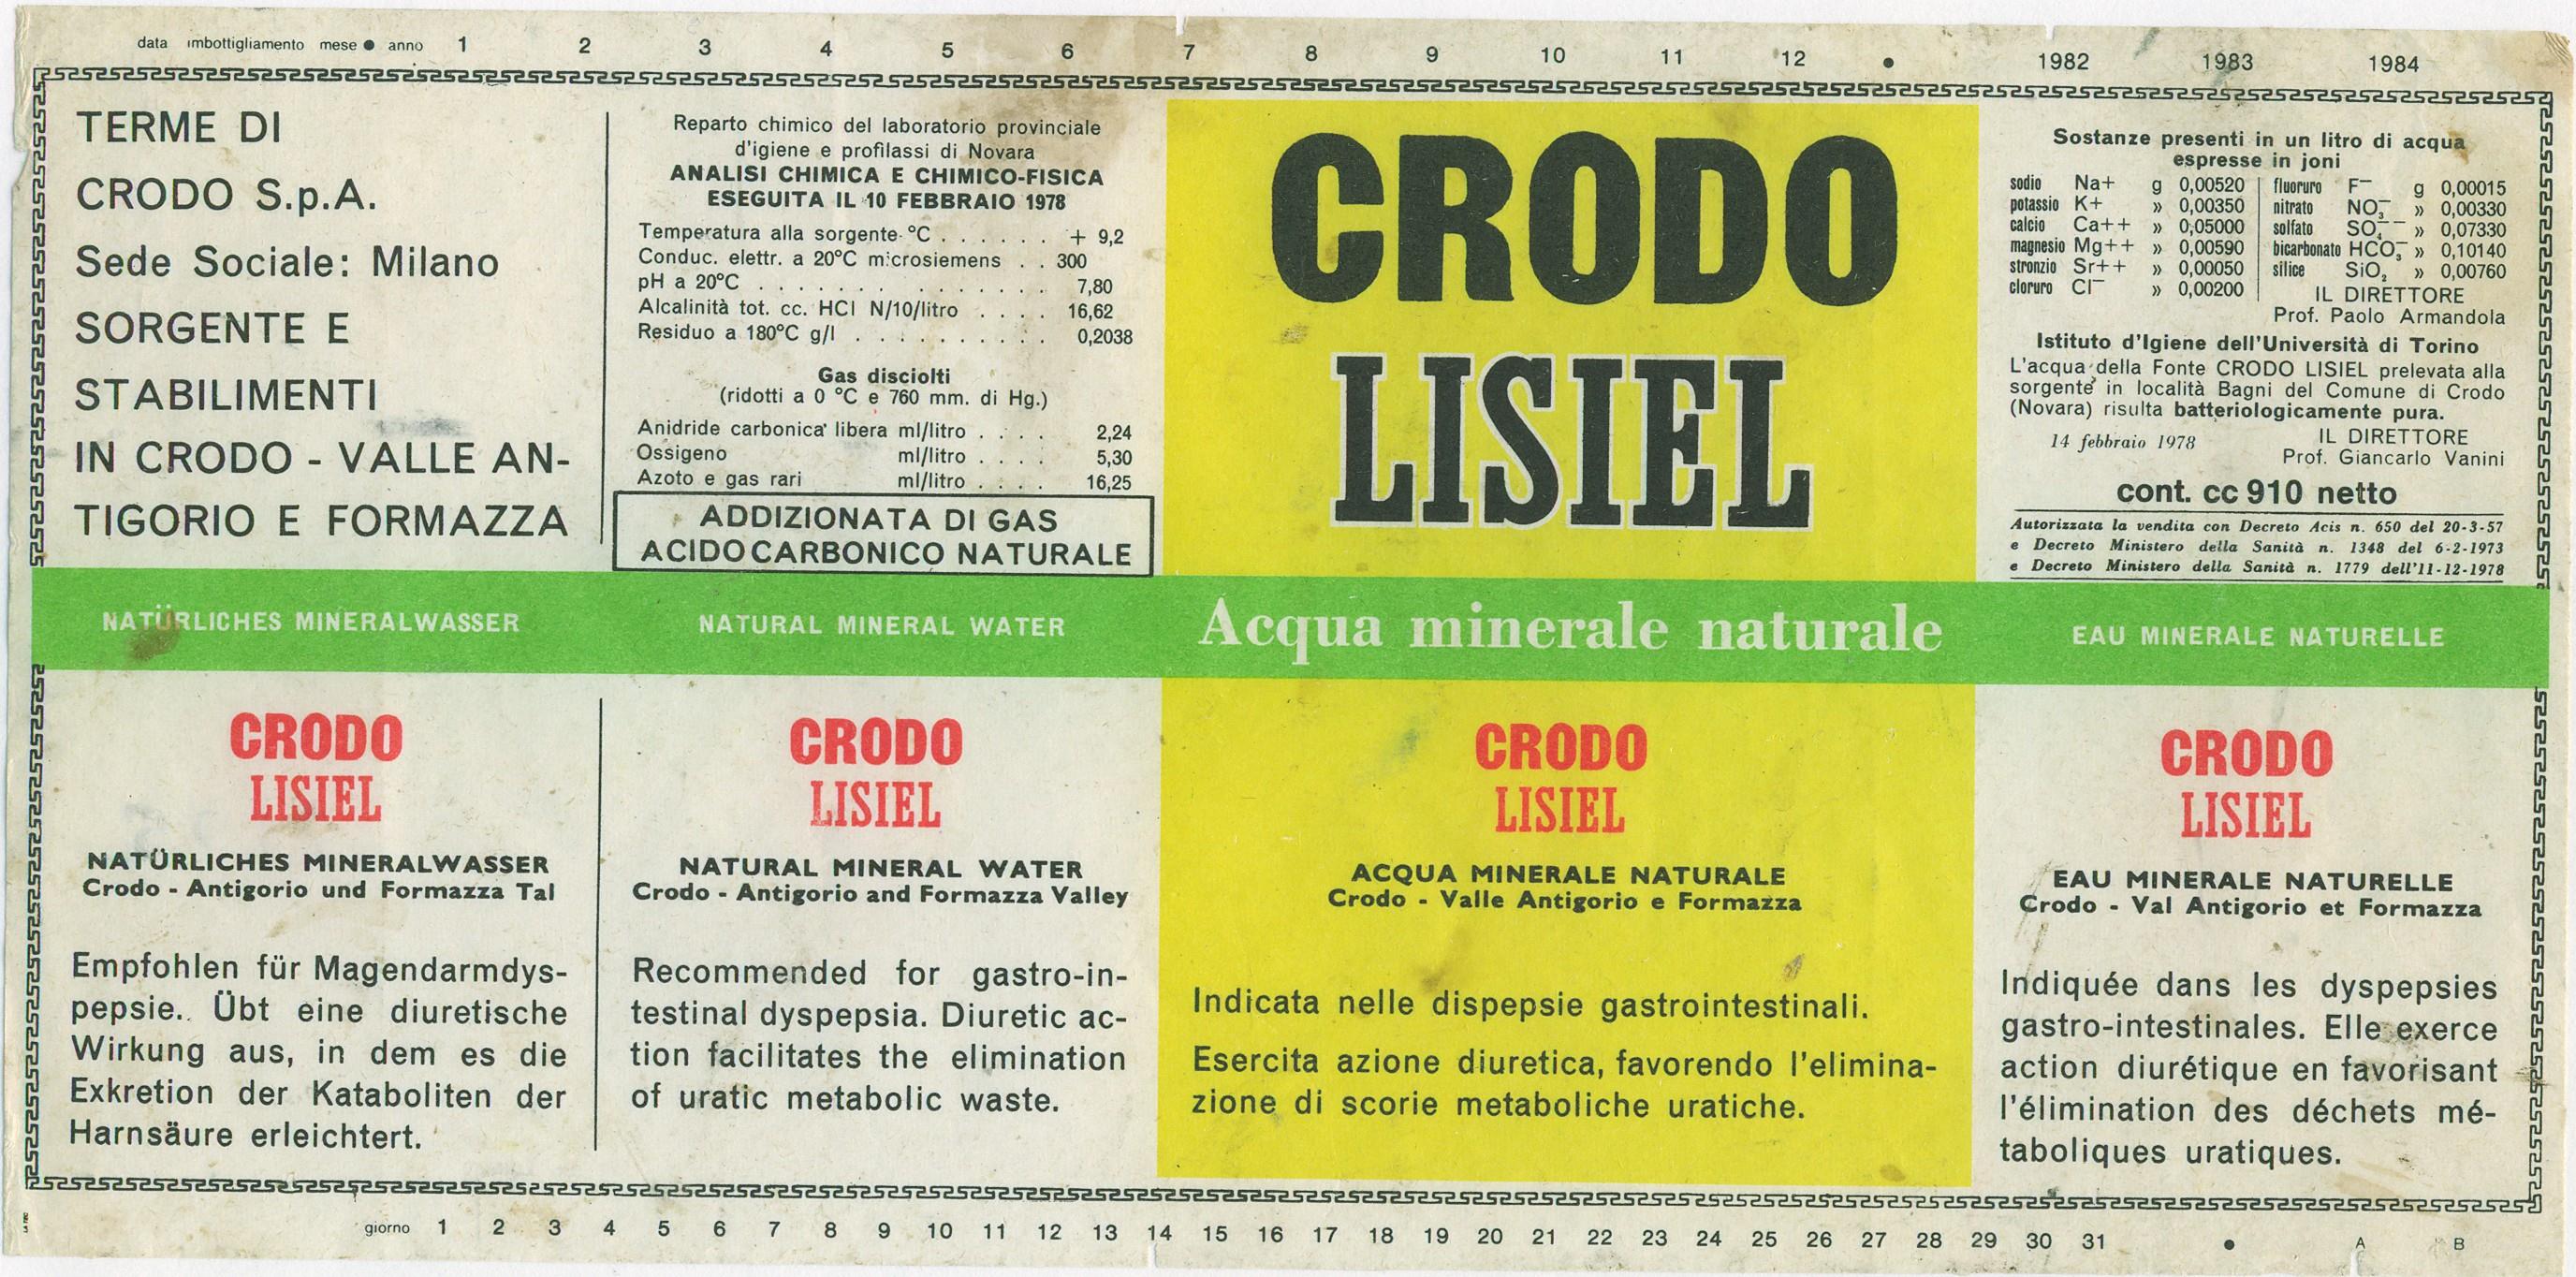 data imbottigliamento mese ● anno 1 2 3 4 5 6 7 8 9 10 11 12 ● 1982 1983 1984
TERME DI
CRODO S.p.A.
Sede Sociale: Milano
SORGENTE E
STABILIMENTI
IN CRODO - VALLE AN-
TIGORIO E FORMAZZA
Reparto chimico del laboratorio provinciale
d'igiene e profilassi di Novara
ANALISI CHIMICA E CHIMICO-FISICA
ESEGUITA IL 10 FEBBRAIO 1978
Temperatura alla sorgente °C . . . . . . + 9,2
Conduc. elettr. a 20°C microsiemens . . 300
pH a 20°C . . . . . . . . . . . . . 7,80
Alcalinità tot. cc. HCl N/10/litro . . . . 16,62
Residuo a 180°C g/l . . . . . . . . . . 0,2038
Gas disciolti
(ridotti a 0 °C e 760 mm. di Hg.)
Anidride carbonica libera ml/litro . . . . 2,24
Ossigeno ml/litro . . . . 5,30
Azoto e gas rari ml/litro . . . . 16,25
ADDIZIONATA DI GAS
ACIDO CARBONICO NATURALE
CRODO
LISIEL
Sostanze presenti in un litro di acqua
espresse in joni
sodio Na+ g 0,00520 fluoruro F− g 0,00015
potassio K+ » 0,00350 nitrato NO₃− » 0,00330
calcio Ca++ » 0,05000 solfato SO₄−− » 0,07330
magnesio Mg++ » 0,00590 bicarbonato HCO₃− » 0,10140
stronzio Sr++ » 0,00050 silice SiO₂ » 0,00760
cloruro Cl− » 0,00200
IL DIRETTORE
Prof. Paolo Armandola
Istituto d'Igiene dell'Università di Torino
L'acqua della Fonte CRODO LISIEL prelevata alla
sorgente in località Bagni del Comune di Crodo
(Novara) risulta batteriologicamente pura.
14 febbraio 1978 IL DIRETTORE
Prof. Giancarlo Vanini
cont. cc 910 netto
Autorizzata la vendita con Decreto Acis n. 650 del 20-3-57
e Decreto Ministero della Sanità n. 1348 del 6-2-1973
e Decreto Ministero della Sanità n. 1779 dell'11-12-1978
NATÜRLICHES MINERALWASSER
NATURAL MINERAL WATER
Acqua minerale naturale
EAU MINERALE NATURELLE
CRODO
LISIEL
NATÜRLICHES MINERALWASSER
Crodo - Antigorio und Formazza Tal
Empfohlen für Magendarmdys-
pepsie. Übt eine diuretische
Wirkung aus, in dem es die
Exkretion der Kataboliten der
Harnsäure erleichtert.
CRODO
LISIEL
NATURAL MINERAL WATER
Crodo - Antigorio and Formazza Valley
Recommended for gastro-in-
testinal dyspepsia. Diuretic ac-
tion facilitates the elimination
of uratic metabolic waste.
CRODO
LISIEL
ACQUA MINERALE NATURALE
Crodo - Valle Antigorio e Formazza
Indicata nelle dispepsie gastrointestinali.
Esercita azione diuretica, favorendo l'elimina-
zione di scorie metaboliche uratiche.
CRODO
LISIEL
EAU MINERALE NATURELLE
Crodo - Val Antigorio et Formazza
Indiquée dans les dyspepsies
gastro-intestinales. Elle exerce
action diurétique en favorisant
l'élimination des déchets mé-
taboliques uratiques.
giorno 1 2 3 4 5 6 7 8 9 10 11 12 13 14 15 16 17 18 19 20 21 22 23 24 25 26 27 28 29 30 31 ● A B